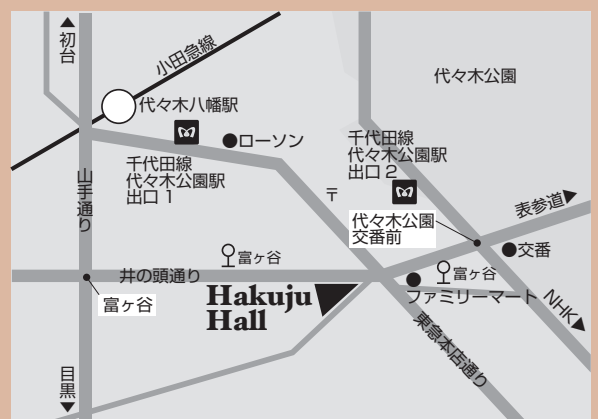 ▲初台
小田急線
代々木公園
代々木八幡駅
●ローソン
千代田線
代々木公園駅
出口1
千代田線
代々木公園駅
出口2
山手通り
〒
表参道▶
代々木公園
交番前
●交番
富ヶ谷
富ヶ谷
井の頭通り
Hakuju
Hall
●ファミリーマート
富ヶ谷
NHK▶
東急本店通り
目黒▼